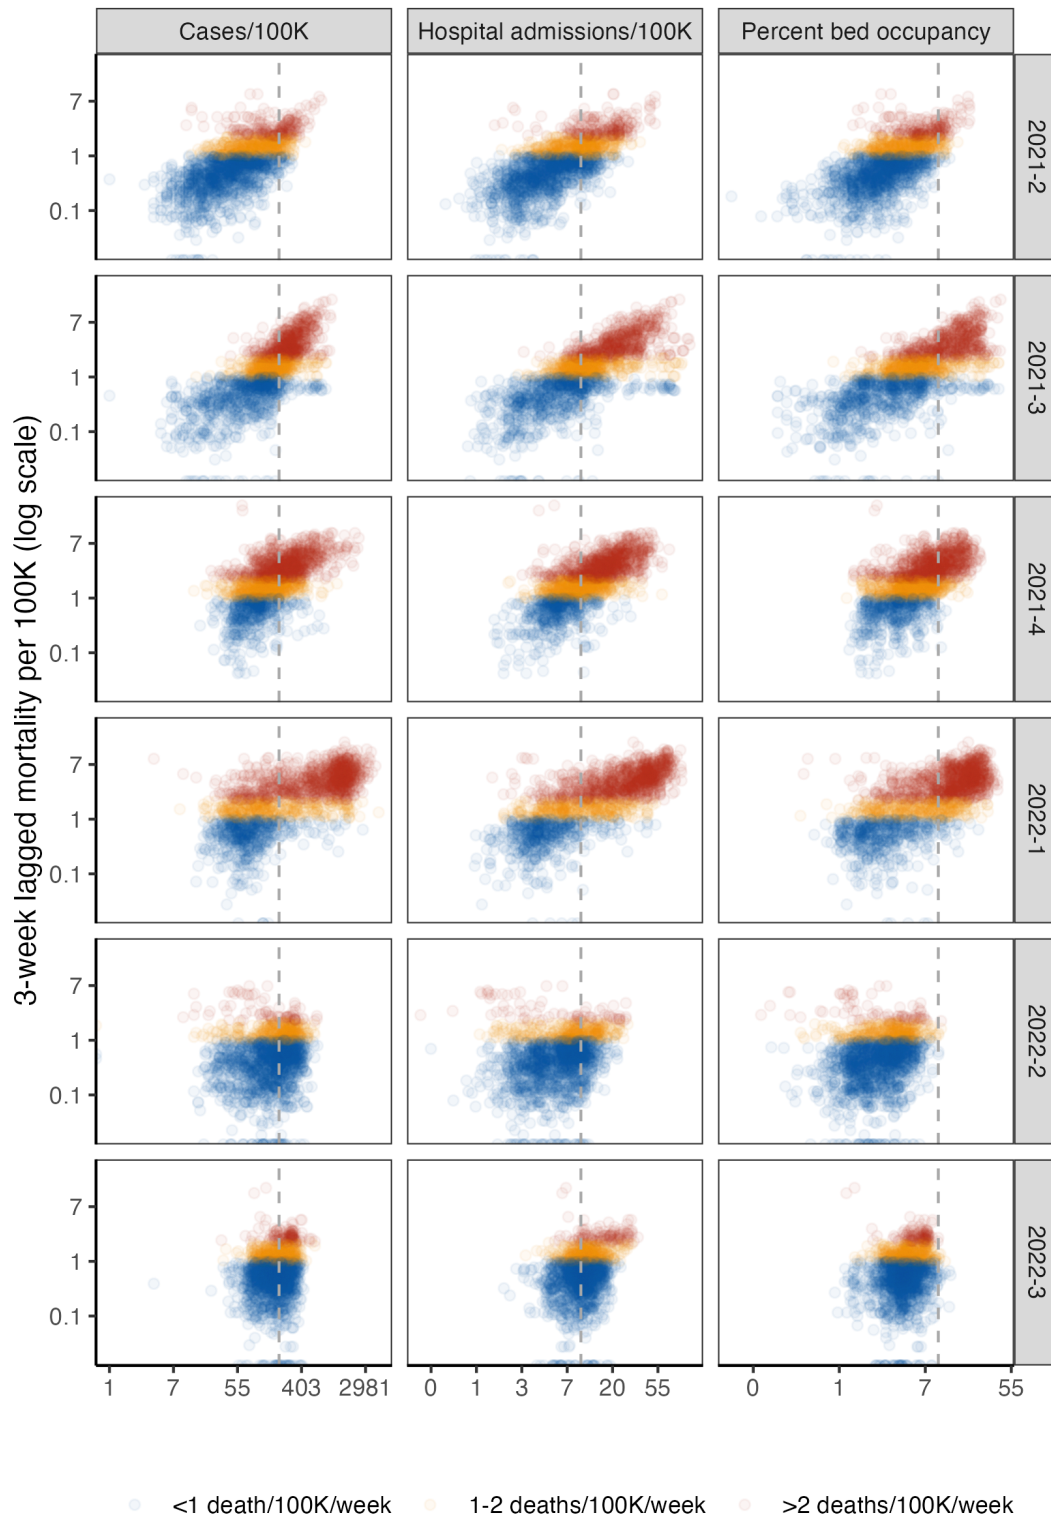 Cases/100K
Hospital admissions/100K
Percent bed occupancy
3-week lagged mortality per 100K (log scale)
7
1
0.1
2021-2
7
1
0.1
2021-3
7
1
0.1
2021-4
7
1
0.1
2022-1
7
1
0.1
2022-2
7
1
0.1
2022-3
1 7 55 403 2981
0 1 3 7 20 55
0 1 7 55
<1 death/100K/week
1-2 deaths/100K/week
>2 deaths/100K/week